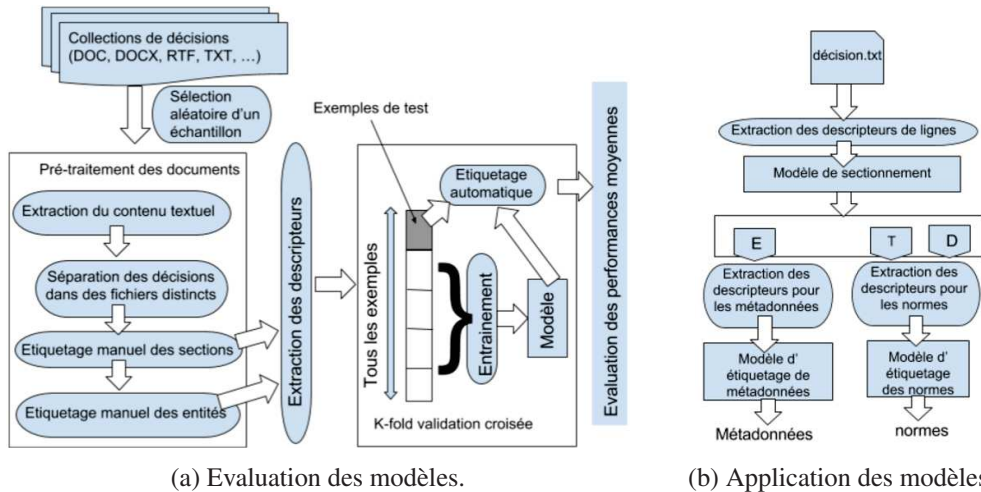 Collections de décisions
(DOC, DOCX, RTF, TXT, …)
Sélection
aléatoire d'un
échantillon
Pré-traitement des documents
Extraction du contenu textuel
Séparation des décisions
dans des fichiers distincts
Etiquetage manuel des sections
Etiquetage manuel des entités
Extraction des descripteurs
Exemples de test
Etiquetage
automatique
Tous les exemples
Entrainement
Modèle
K-fold validation croisée
Evaluation des performances moyennes
(a) Evaluation des modèles.
décision.txt
Extraction des descripteurs de lignes
Modèle de sectionnement
E
T
D
Extraction des
descripteurs pour
les métadonnées
Extraction des
descripteurs pour
les normes
Modèle d'
étiquetage de
métadonnées
Modèle d'
étiquetage
des normes
Métadonnées
normes
(b) Application des modèles